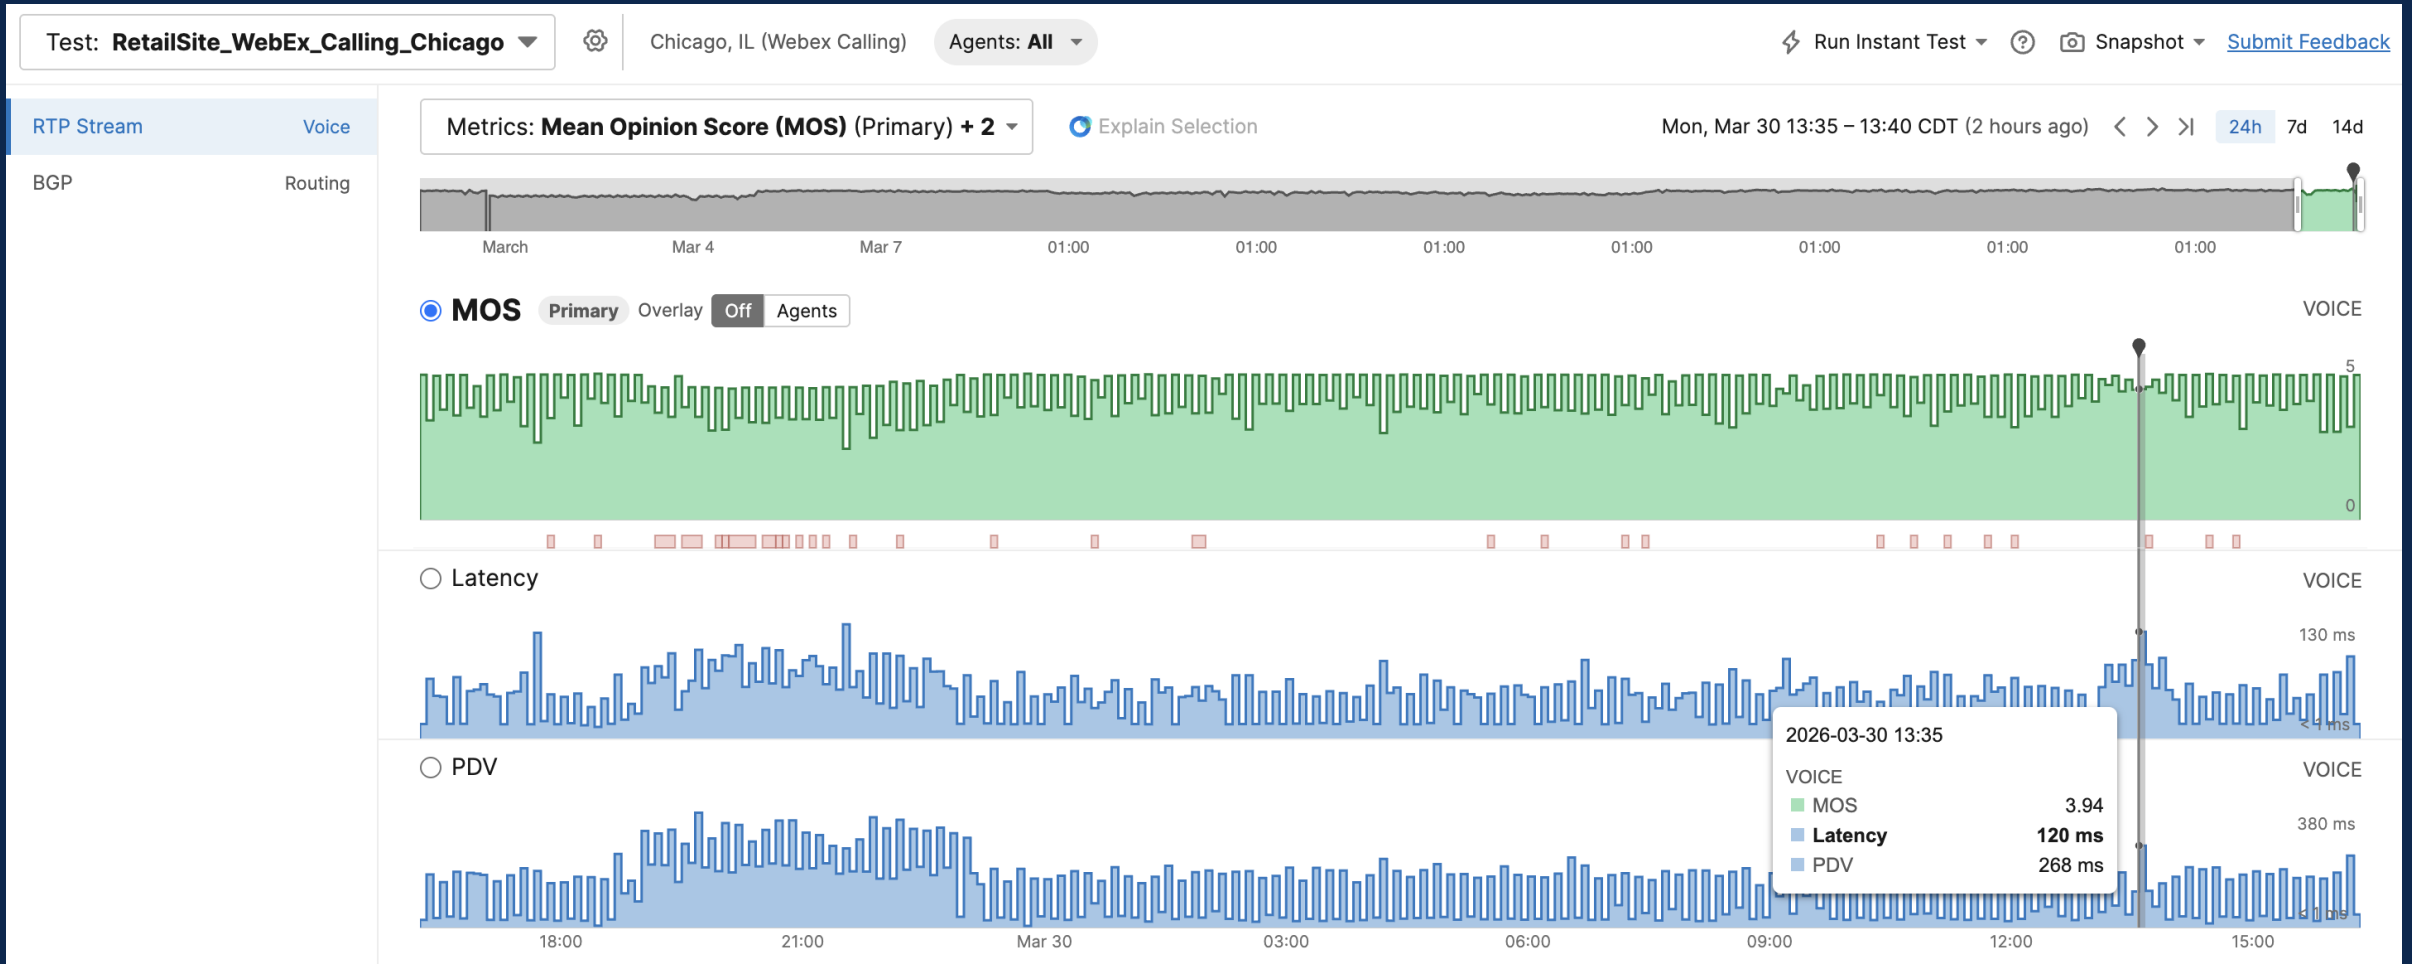 Test: RetailSite_WebEx_Calling_Chicago
Chicago, IL (Webex Calling)
Agents: All
Run Instant Test
Snapshot
Submit Feedback
RTP Stream
Voice
BGP
Routing
Metrics: Mean Opinion Score (MOS) (Primary) + 2
Explain Selection
Mon, Mar 30 13:35 – 13:40 CDT (2 hours ago)
24h
7d
14d
March
Mar 4
Mar 7
01:00
01:00
01:00
01:00
01:00
01:00
01:00
MOS
Primary
Overlay
Off
Agents
VOICE
5
0
Latency
VOICE
130 ms
< 1 ms
2026-03-30 13:35
VOICE
MOS 3.94
Latency 120 ms
PDV 268 ms
PDV
VOICE
380 ms
< 1 ms
18:00
21:00
Mar 30
03:00
06:00
09:00
12:00
15:00